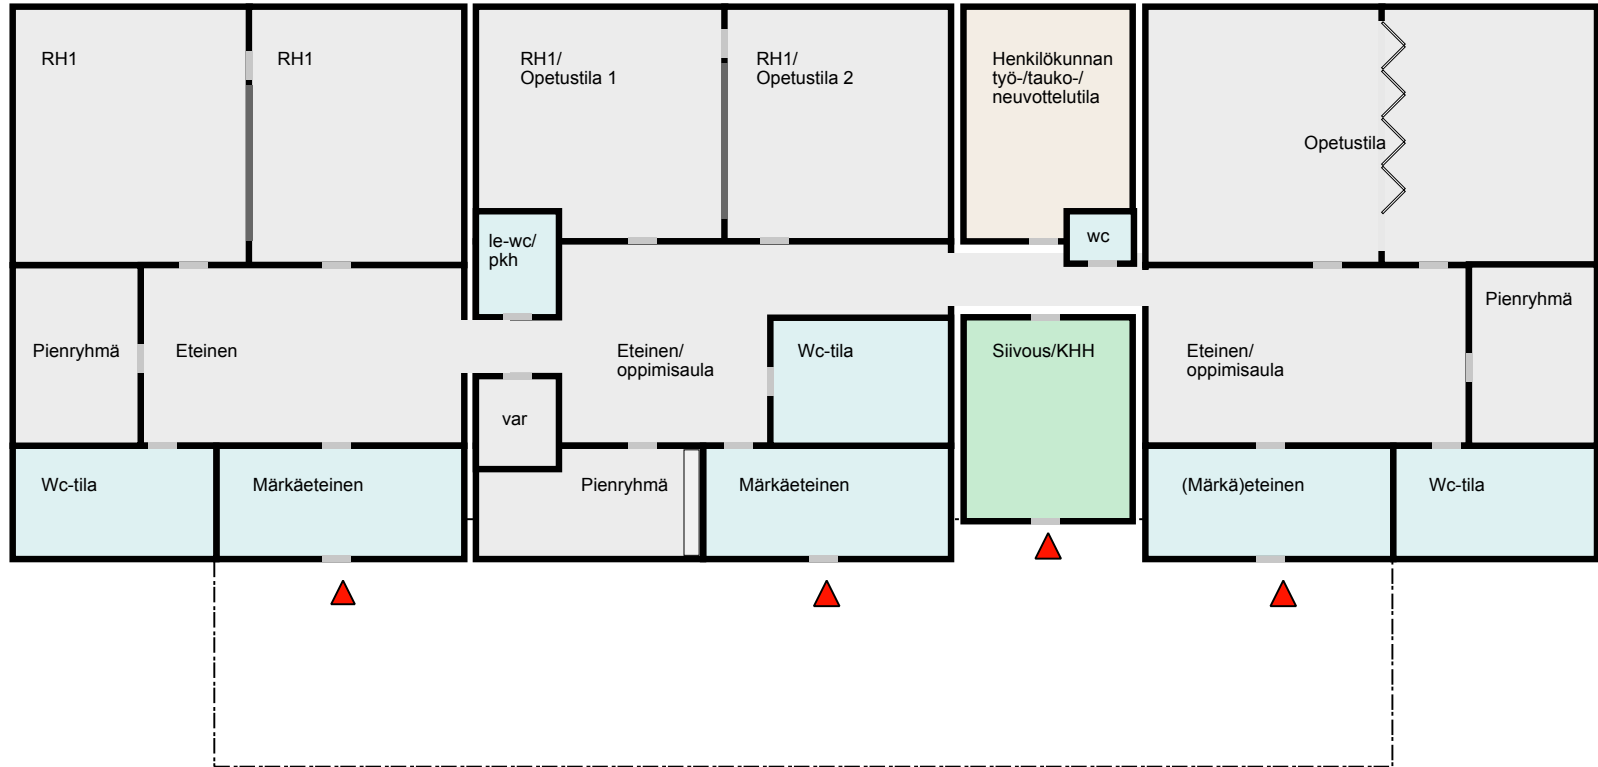 RH1
RH1
RH1/
Opetustila 1
RH1/
Opetustila 2
Henkilökunnan
työ-/tauko-/
neuvottelutila
Opetustila
le-wc/
pkh
wc
Pienryhmä
Pienryhmä
Eteinen
Eteinen/
oppimisaula
Wc-tila
Siivous/KHH
Eteinen/
oppimisaula
var
Wc-tila
Märkäeteinen
Pienryhmä
Märkäeteinen
(Märkä)eteinen
Wc-tila